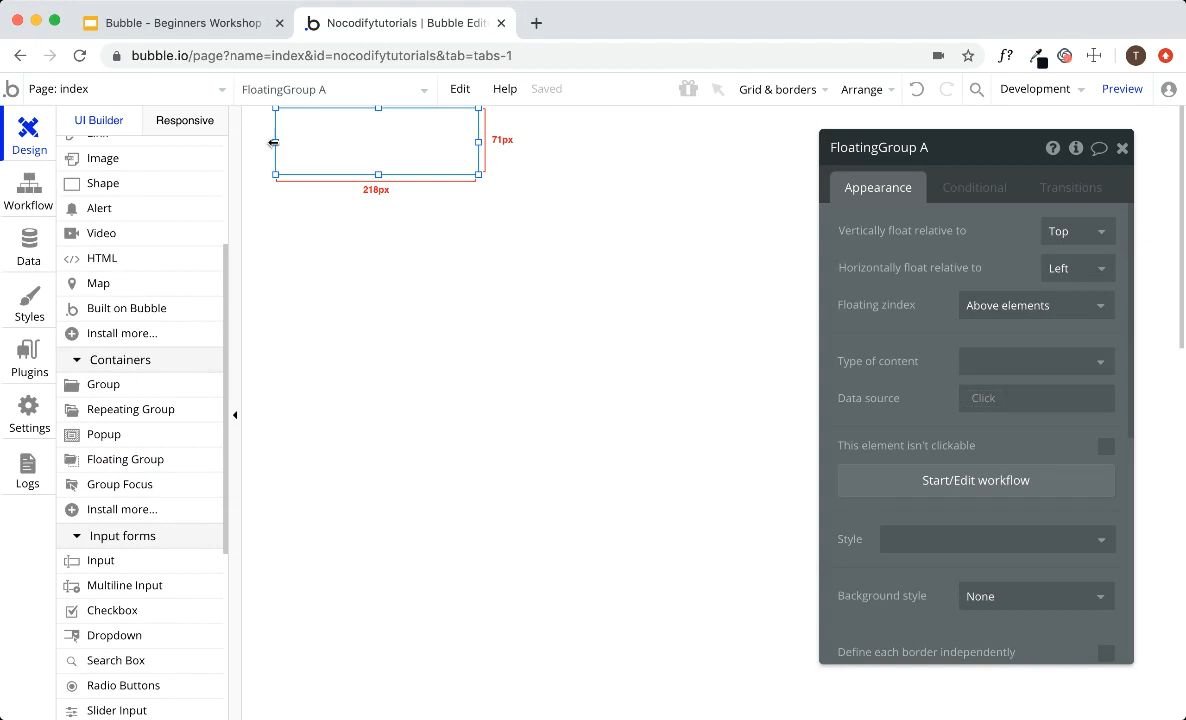 Bubble - Beginners Workshop
Nocodifytutorials | Bubble Edit
bubble.io/page?name=index&id=nocodifytutorials&tab=tabs-1
f?
T
Page: index
FloatingGroup A
Edit
Help
Saved
Grid & borders
Arrange
Development
Preview
UI Builder
Responsive
Design
Workflow
Data
Styles
Plugins
Settings
Logs
Link
Image
Shape
Alert
Video
HTML
Map
Built on Bubble
Install more...
Containers
Group
Repeating Group
Popup
Floating Group
Group Focus
Install more...
Input forms
Input
Multiline Input
Checkbox
Dropdown
Search Box
Radio Buttons
Slider Input
71px
218px
FloatingGroup A
Appearance
Conditional
Transitions
Vertically float relative to
Top
Horizontally float relative to
Left
Floating zindex
Above elements
Type of content
Data source
Click
This element isn't clickable
Start/Edit workflow
Style
Background style
None
Define each border independently